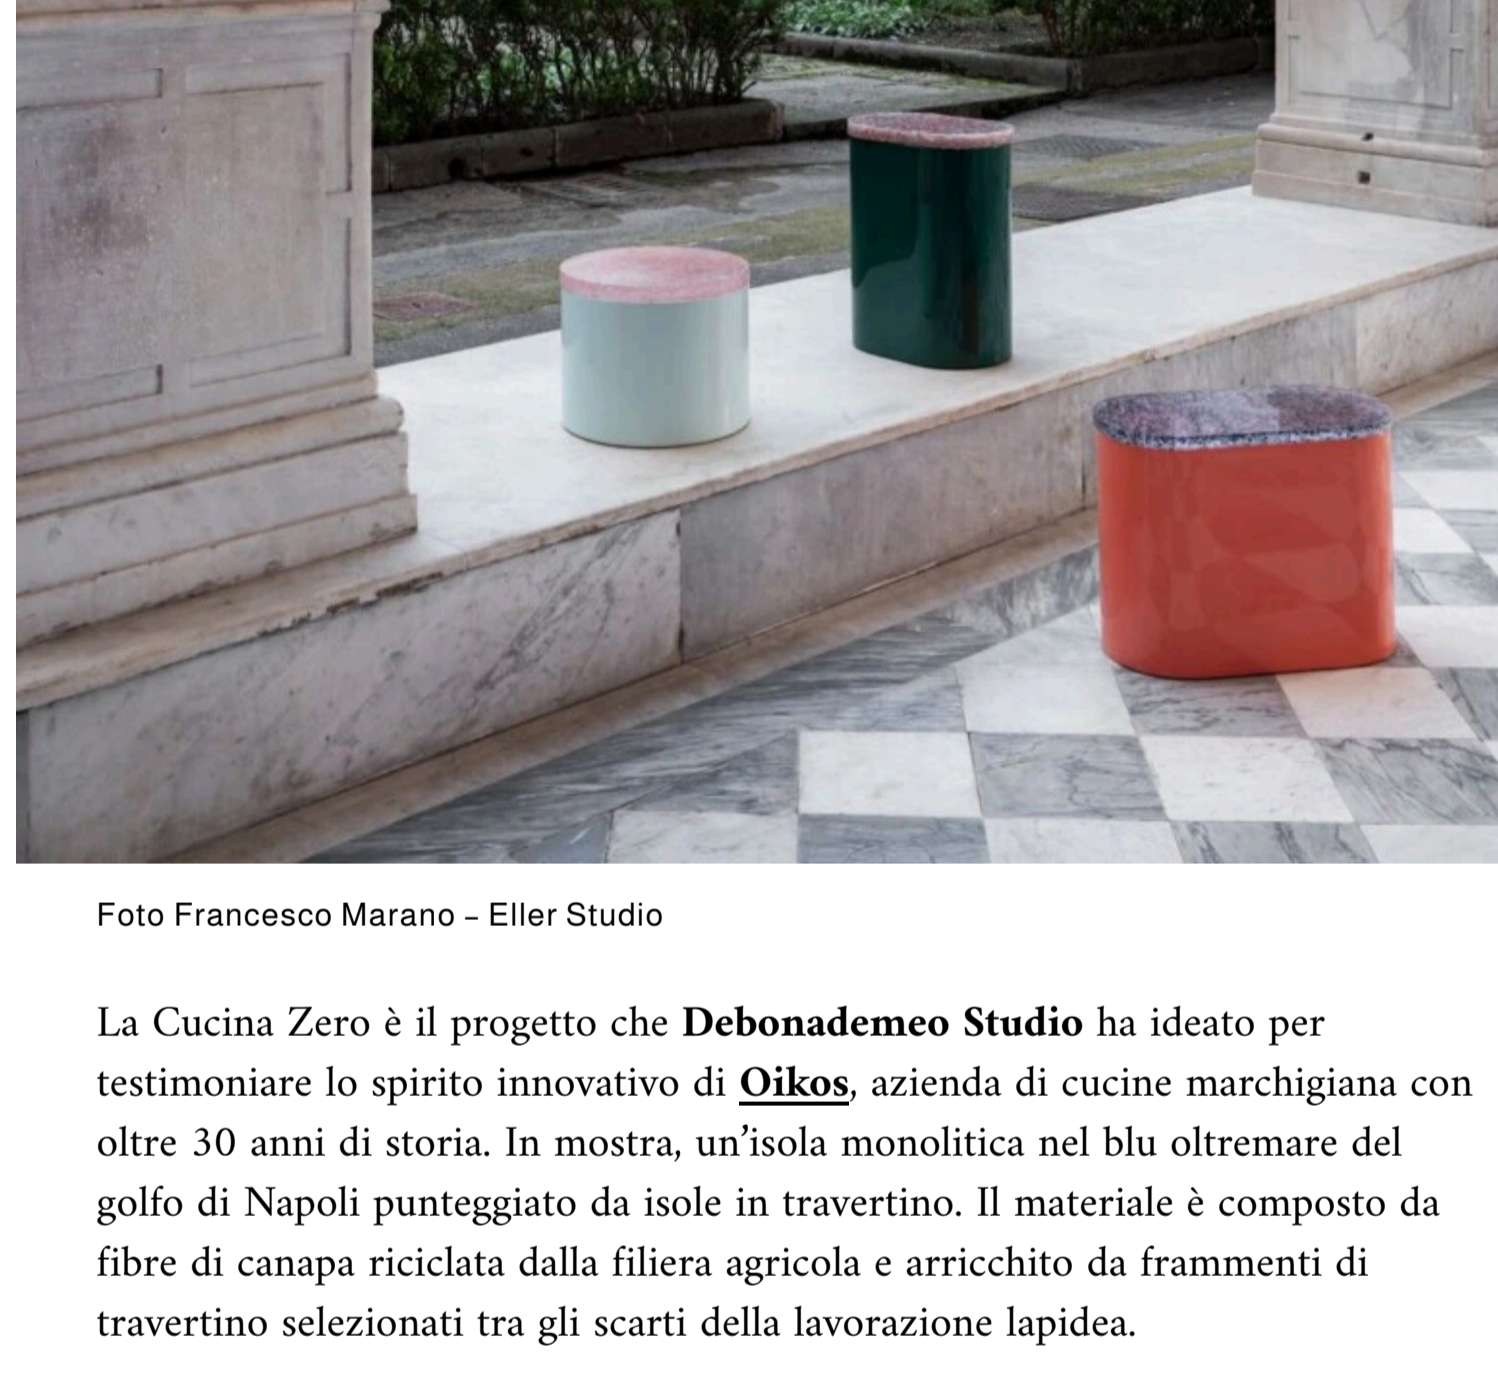 Foto Francesco Marano – Eller Studio
La Cucina Zero è il progetto che Debonademeo Studio ha ideato per
testimoniare lo spirito innovativo di Oikos, azienda di cucine marchigiana con
oltre 30 anni di storia. In mostra, un’isola monolitica nel blu oltremare del
golfo di Napoli punteggiato da isole in travertino. Il materiale è composto da
fibre di canapa riciclata dalla filiera agricola e arricchito da frammenti di
travertino selezionati tra gli scarti della lavorazione lapidea.